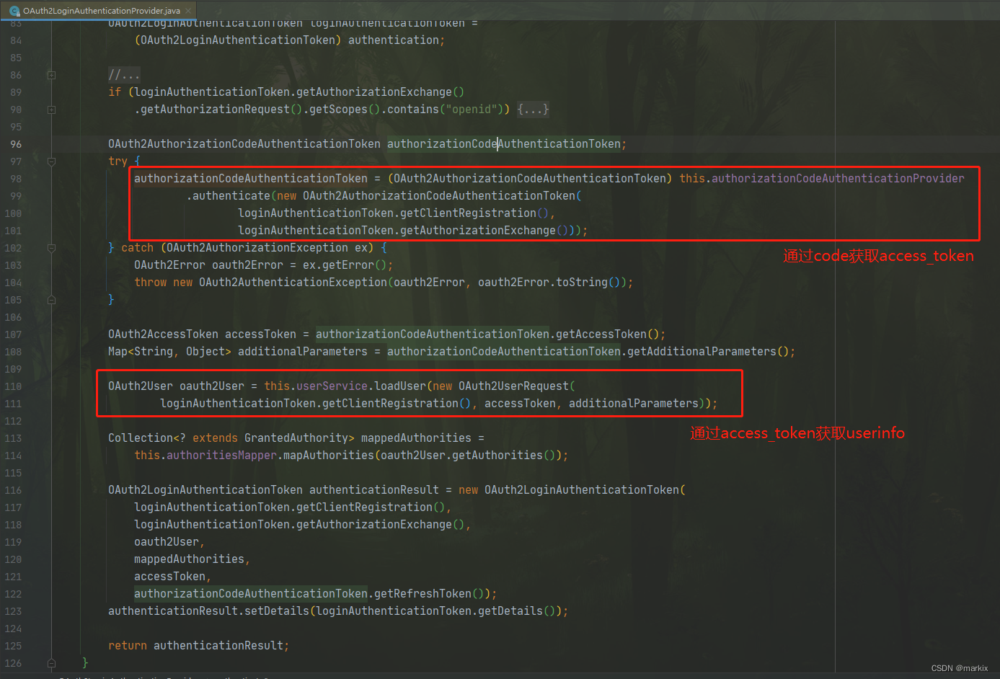 OAuth2LoginAuthenticationProvider.java
83 OAuth2LoginAuthenticationToken loginAuthenticationToken =
84 (OAuth2LoginAuthenticationToken) authentication;
85
86 //...
89 if (loginAuthenticationToken.getAuthorizationExchange()
90 .getAuthorizationRequest().getScopes().contains("openid")) {...}
95
96 OAuth2AuthorizationCodeAuthenticationToken authorizationCodeAuthenticationToken;
97 try {
98 authorizationCodeAuthenticationToken = (OAuth2AuthorizationCodeAuthenticationToken) this.authorizationCodeAuthenticationProvider
99 .authenticate(new OAuth2AuthorizationCodeAuthenticationToken(
100 loginAuthenticationToken.getClientRegistration(),
101 loginAuthenticationToken.getAuthorizationExchange()));
102 } catch (OAuth2AuthorizationException ex) {
通过code获取access_token
103 OAuth2Error oauth2Error = ex.getError();
104 throw new OAuth2AuthenticationException(oauth2Error, oauth2Error.toString());
105 }
106
107 OAuth2AccessToken accessToken = authorizationCodeAuthenticationToken.getAccessToken();
108 Map<String, Object> additionalParameters = authorizationCodeAuthenticationToken.getAdditionalParameters();
109
110 OAuth2User oauth2User = this.userService.loadUser(new OAuth2UserRequest(
111 loginAuthenticationToken.getClientRegistration(), accessToken, additionalParameters));
112
通过access_token获取userinfo
113 Collection<? extends GrantedAuthority> mappedAuthorities =
114 this.authoritiesMapper.mapAuthorities(oauth2User.getAuthorities());
115
116 OAuth2LoginAuthenticationToken authenticationResult = new OAuth2LoginAuthenticationToken(
117 loginAuthenticationToken.getClientRegistration(),
118 loginAuthenticationToken.getAuthorizationExchange(),
119 oauth2User,
120 mappedAuthorities,
121 accessToken,
122 authorizationCodeAuthenticationToken.getRefreshToken());
123 authenticationResult.setDetails(loginAuthenticationToken.getDetails());
124
125 return authenticationResult;
126 }
CSDN @markix